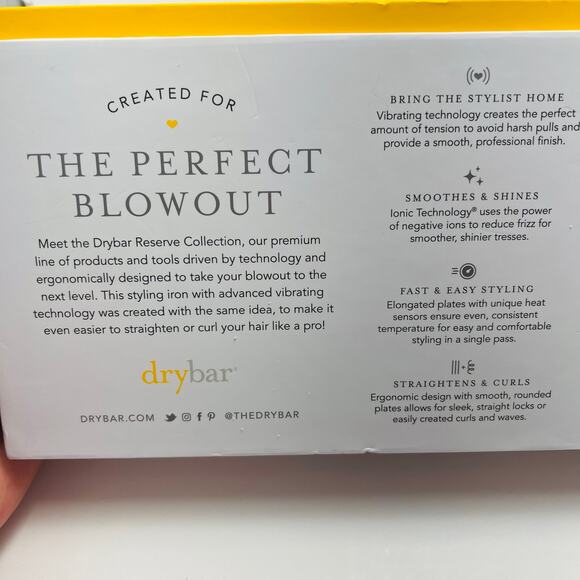 CREATED FOR
THE PERFECT
BLOWOUT
Meet the Drybar Reserve Collection, our premium
line of products and tools driven by technology and
ergonomically designed to take your blowout to the
next level. This styling iron with advanced vibrating
technology was created with the same idea, to make it
even easier to straighten or curl your hair like a pro!
drybar®
DRYBAR.COM @THEDRYBAR
BRING THE STYLIST HOME
Vibrating technology creates the perfect
amount of tension to avoid harsh pulls and
provide a smooth, professional finish.
SMOOTHES & SHINES
Ionic Technology® uses the power
of negative ions to reduce frizz for
smoother, shinier tresses.
FAST & EASY STYLING
Elongated plates with unique heat
sensors ensure even, consistent
temperature for easy and comfortable
styling in a single pass.
STRAIGHTENS & CURLS
Ergonomic design with smooth, rounded
plates allows for sleek, straight locks or
easily created curls and waves.